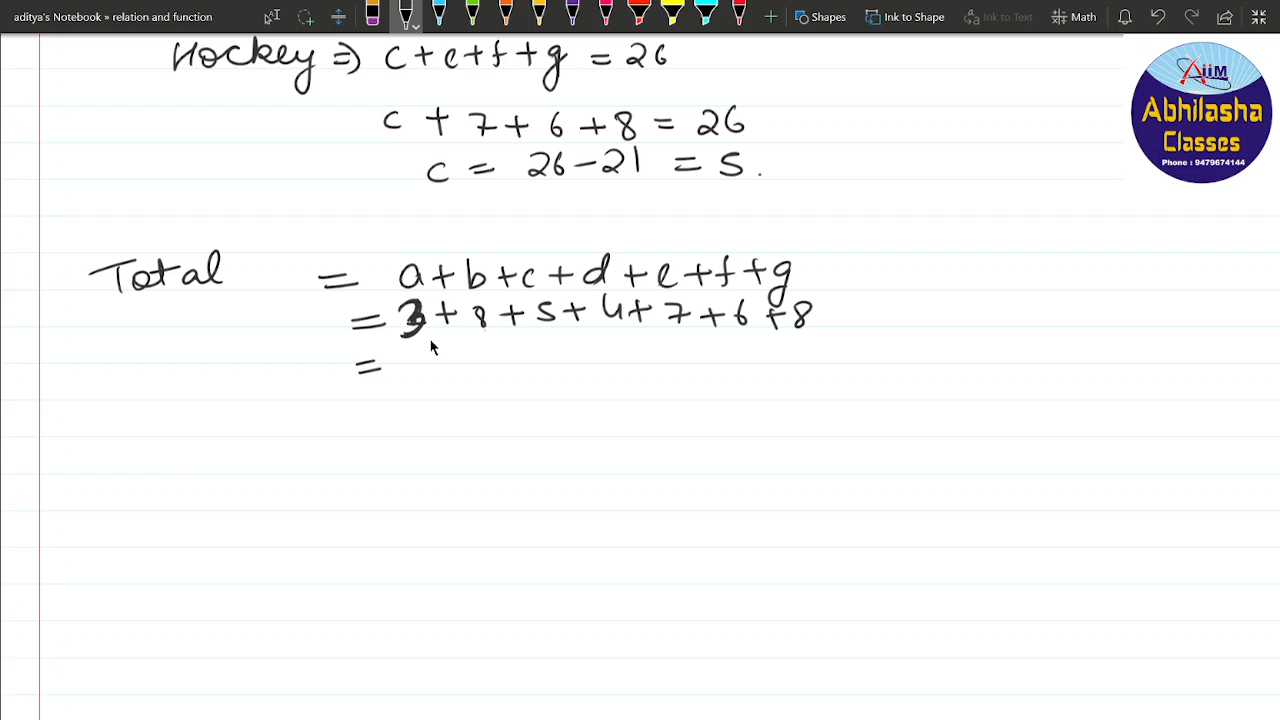 aditya's Notebook » relation and function
Shapes
Ink to Shape
Ink to Text
Math
Hockey ⇒ c+e+f+g = 26
c + 7+6+8 = 26
c = 26-21 = 5.
AIIM
Abhilasha
Classes
Phone : 9479674144
Total = a+b+c+d+e+f+g
= 3+8+5+4+7+6+8
=